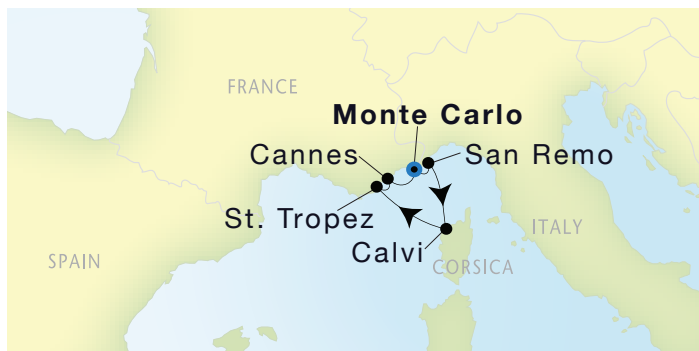 FRANCE
Monte Carlo
Cannes
San Remo
St. Tropez
ITALY
Calvi
SPAIN
CORSICA